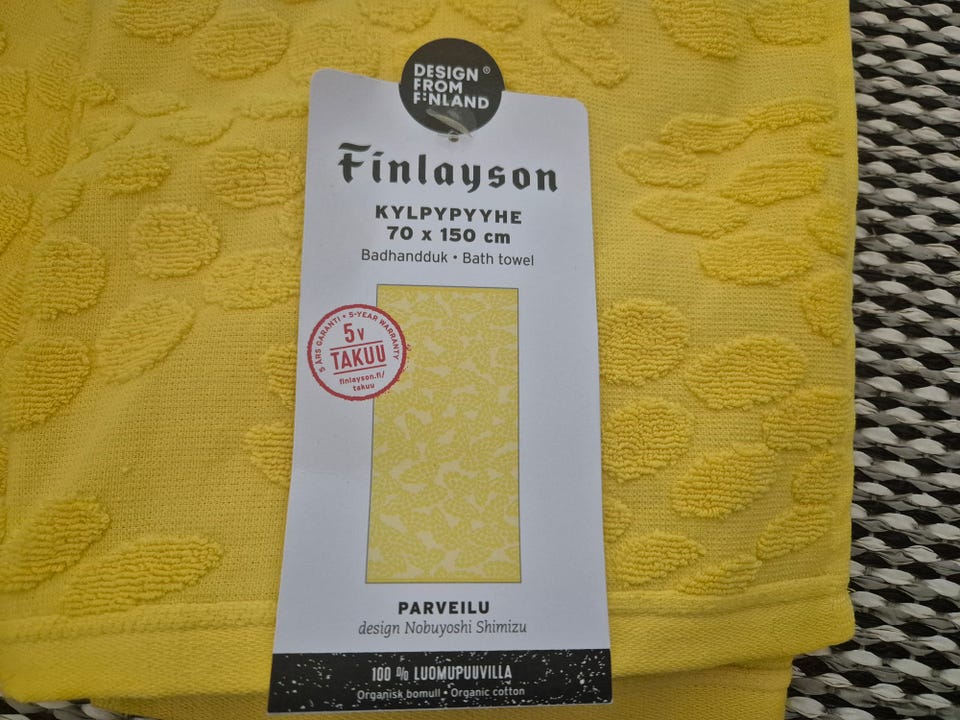 DESIGN®
FROM
FINLAND
Finlayson
KYLPYPYYHE
70 x 150 cm
Badhandduk • Bath towel
5 ÅRS GARANTI • 5-YEAR WARRANTY
5v
TAKUU
finlayson.fi/
takuu
PARVEILU
design Nobuyoshi Shimizu
100 % LUOMUPUUVILLA
Organisk bomull • Organic cotton